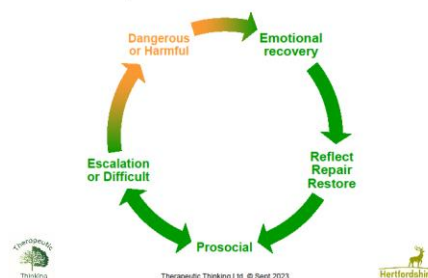 Dangerous
or Harmful
Emotional
recovery
Escalation
or Difficult
Reflect
Repair
Restore
Prosocial
Therapeutic
Thinking
Therapeutic Thinking Ltd. © Sept 2023
Hertfordshire